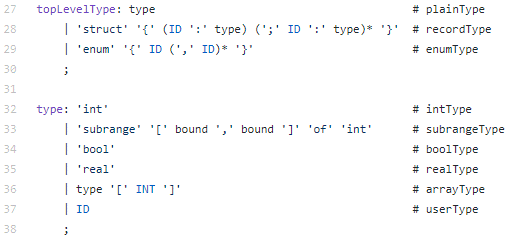 27 topLevelType: type # plainType
28 | 'struct' '{' (ID ':' type) (';' ID ':' type)* '}' # recordType
29 | 'enum' '{' ID (',' ID)* '}' # enumType
30 ;
31
32 type: 'int' # intType
33 | 'subrange' '[' bound ',' bound ']' 'of' 'int' # subrangeType
34 | 'bool' # boolType
35 | 'real' # realType
36 | type '[' INT ']' # arrayType
37 | ID # userType
38 ;